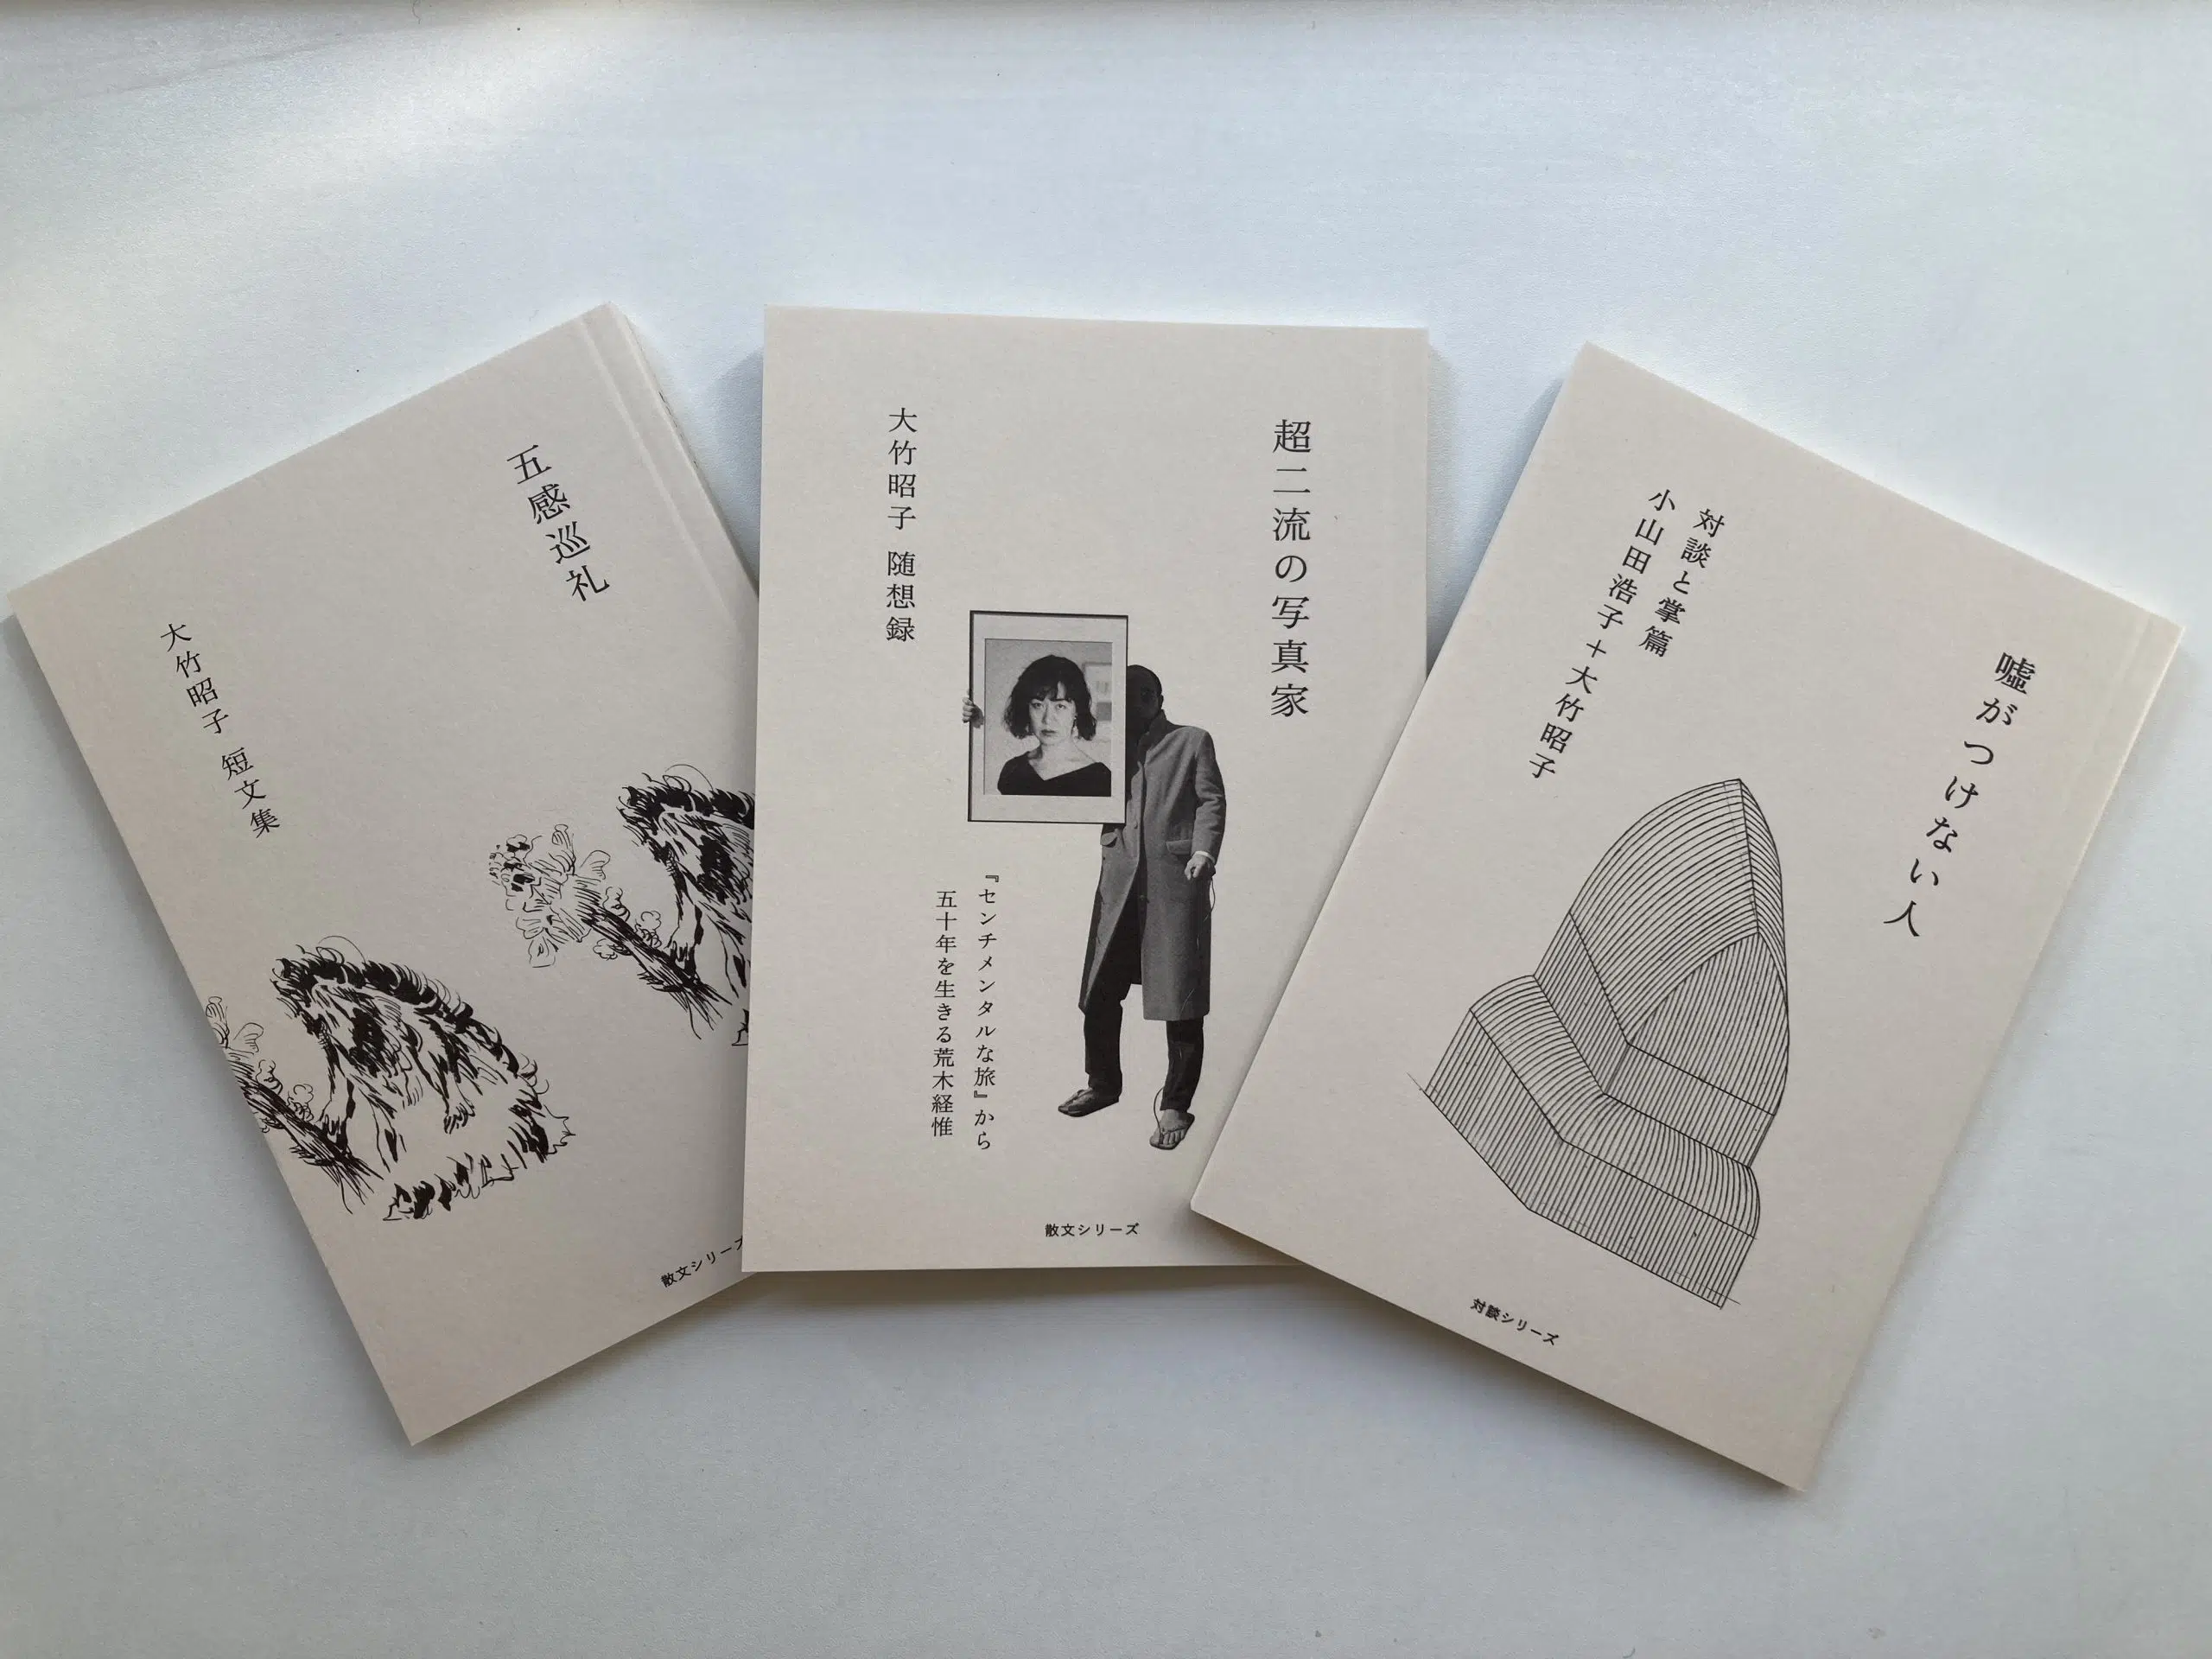 五感巡礼
大竹昭子 短文集
散文シリーズ
超二流の写真家
大竹昭子 随想録
『センチメンタルな旅』から
五十年を生きる荒木経惟
散文シリーズ
嘘がつけない人
対談と掌篇
小山田浩子＋大竹昭子
対談シリーズ